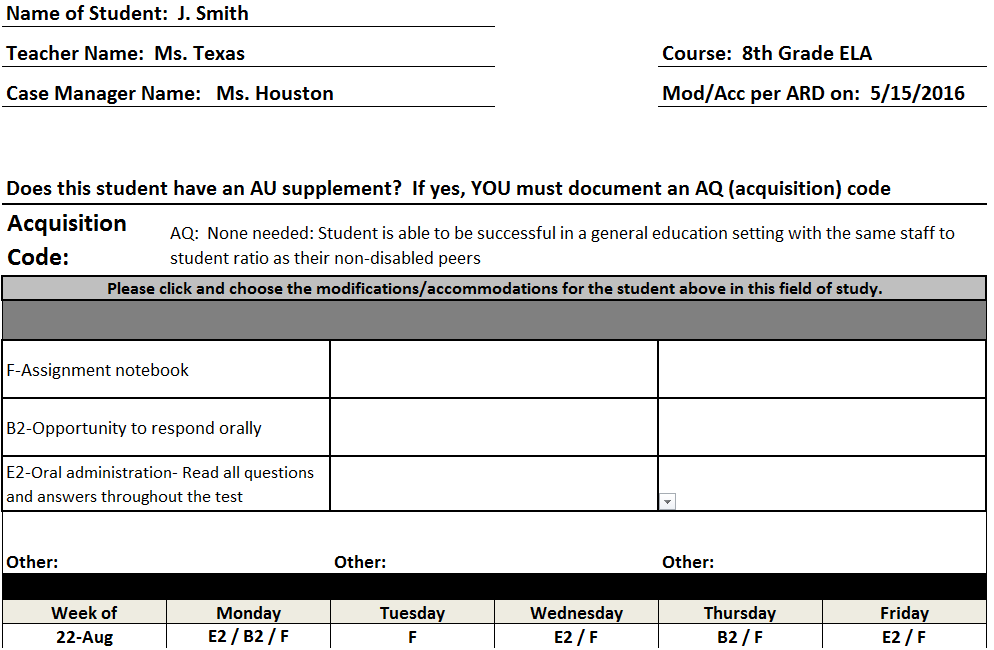 Name of Student:  J. Smith
Teacher Name:  Ms. Texas
Course:  8th Grade ELA
Case Manager Name:   Ms. Houston
Mod/Acc per ARD on:  5/15/2016
Does this student have an AU supplement?  If yes, YOU must document an AQ (acquisition) code
Acquisition
Code:
AQ:  None needed: Student is able to be successful in a general education setting with the same staff to
student ratio as their non-disabled peers
Please click and choose the modifications/accommodations for the student above in this field of study.
F-Assignment notebook
B2-Opportunity to respond orally
E2-Oral administration- Read all questions
and answers throughout the test
Other:
Other:
Other:
Week of
Monday
Tuesday
Wednesday
Thursday
Friday
22-Aug
E2 / B2 / F
F
E2 / F
B2 / F
E2 / F